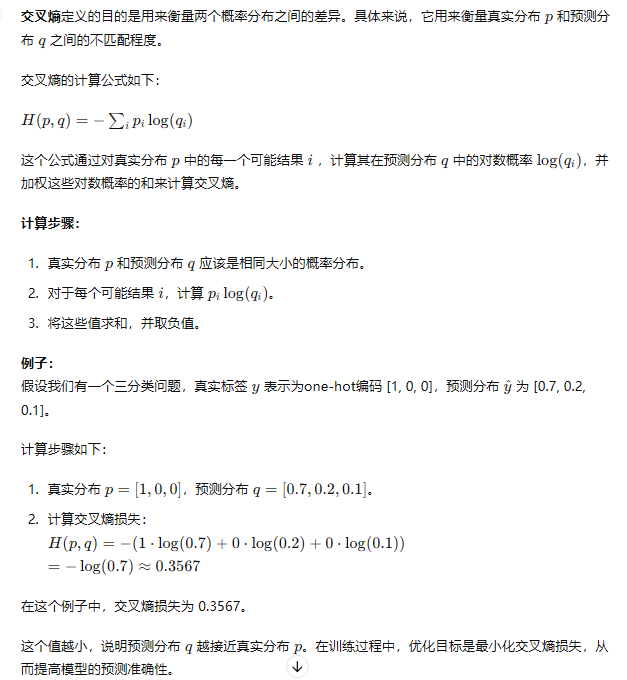 交叉熵定义的目的是用来衡量两个概率分布之间的差异。具体来说，它用来衡量真实分布 p 和预测分
布 q 之间的不匹配程度。
交叉熵的计算公式如下：
H(p, q) = − ∑ᵢ pᵢ log(qᵢ)
这个公式通过对真实分布 p 中的每一个可能结果 i ，计算其在预测分布 q 中的对数概率 log(qᵢ)，并
加权这些对数概率的和来计算交叉熵。
计算步骤：
1. 真实分布 p 和预测分布 q 应该是相同大小的概率分布。
2. 对于每个可能结果 i，计算 pᵢ log(qᵢ)。
3. 将这些值求和，并取负值。
例子：
假设我们有一个三分类问题，真实标签 y 表示为one-hot编码 [1, 0, 0]，预测分布 ŷ 为 [0.7, 0.2,
0.1]。
计算步骤如下：
1. 真实分布 p = [1, 0, 0]，预测分布 q = [0.7, 0.2, 0.1]。
2. 计算交叉熵损失：
H(p, q) = −(1 · log(0.7) + 0 · log(0.2) + 0 · log(0.1))
= − log(0.7) ≈ 0.3567
在这个例子中，交叉熵损失为 0.3567。
这个值越小，说明预测分布 q 越接近真实分布 p。在训练过程中，优化目标是最小化交叉熵损失，从
而提高模型的预测准确性。